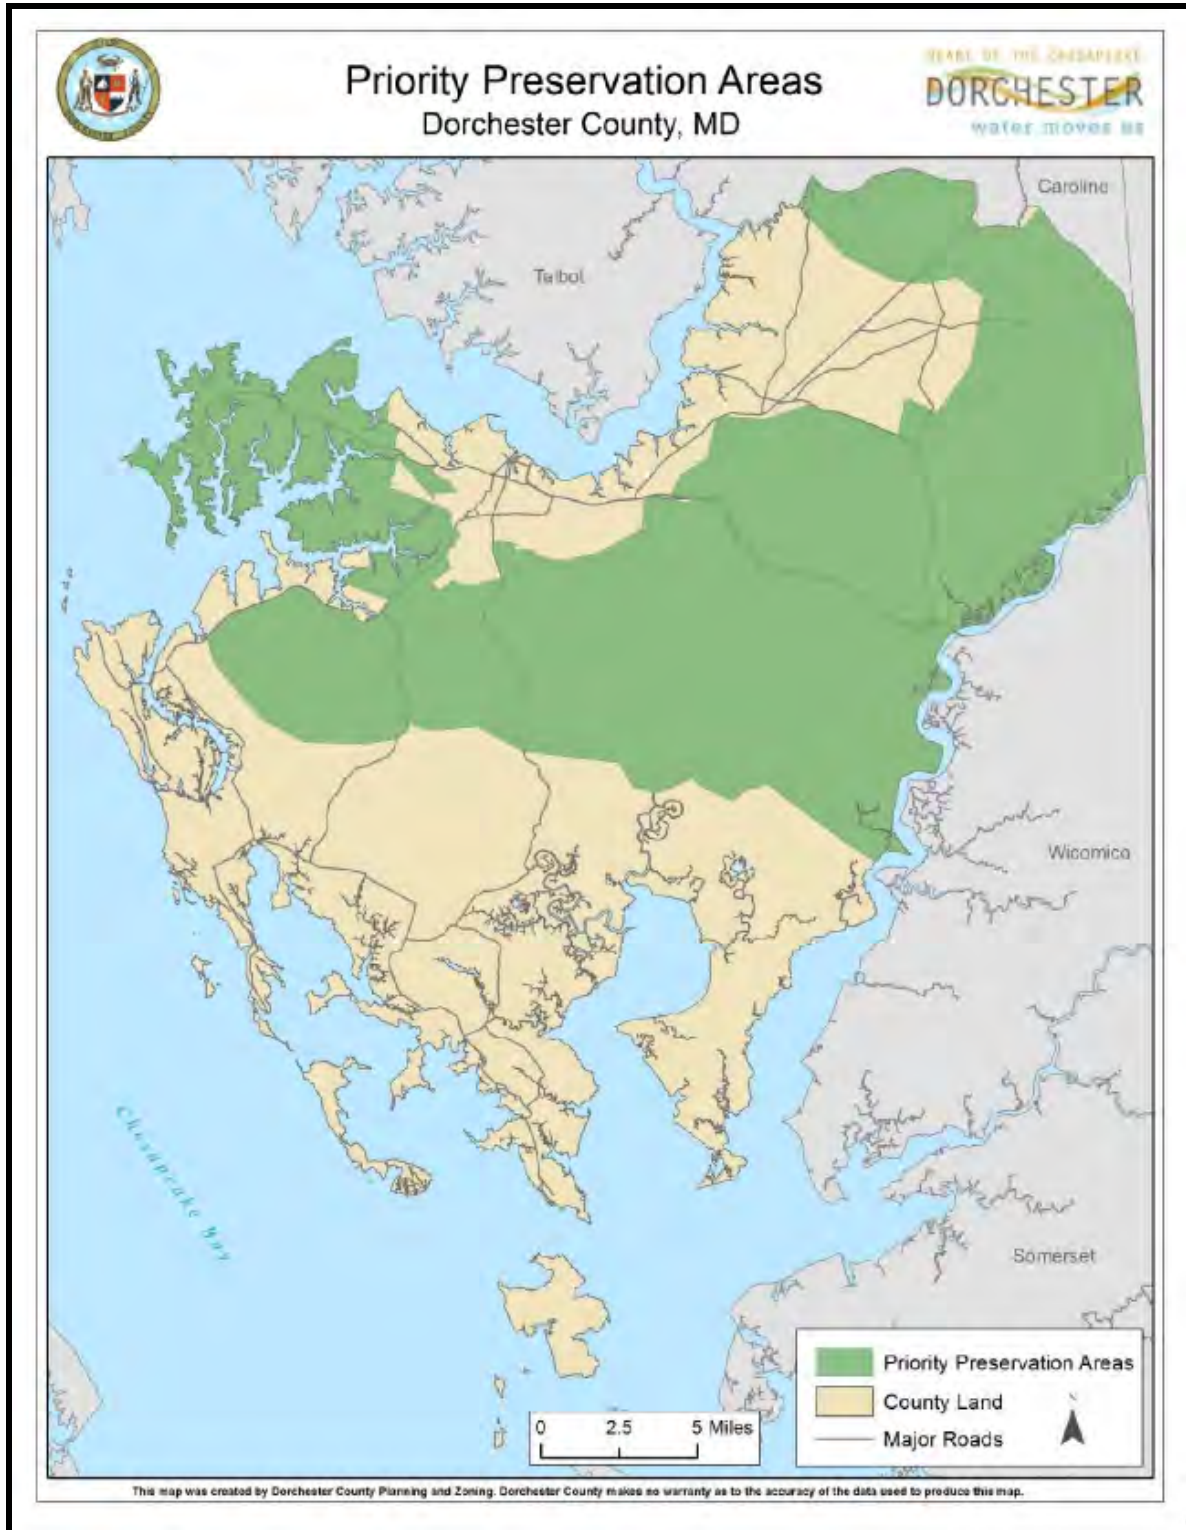 Priority Preservation Areas
Dorchester County, MD
HEART OF THE CHESAPEAKE
DORCHESTER
water moves us
Caroline
Talbot
Wicomico
Chesapeake Bay
Somerset
Priority Preservation Areas
County Land
Major Roads
0 2.5 5 Miles
This map was created by Dorchester County Planning and Zoning. Dorchester County makes no warranty as to the accuracy of the data used to produce this map.